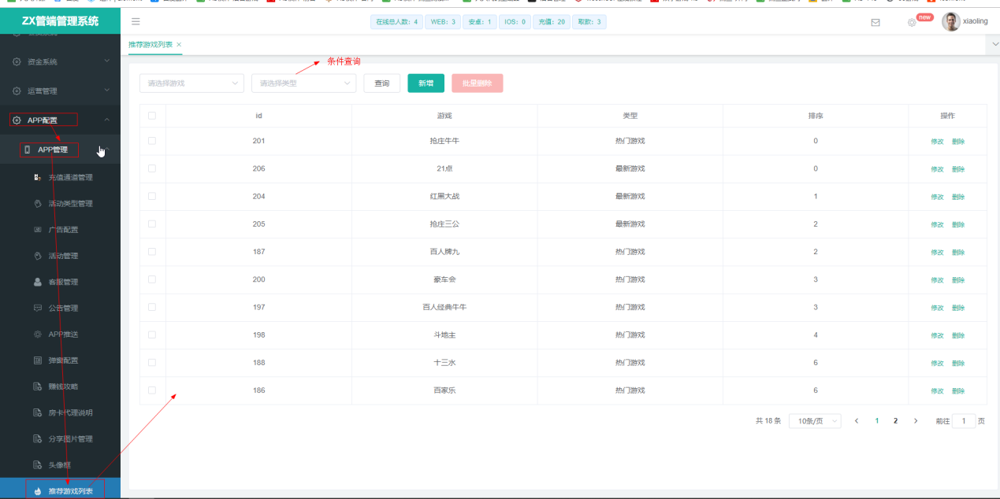 ZX管端管理系统
在线总人数: 4 WEB: 3 安卓: 1 IOS: 0 充值: 20 取款: 3
new
xiaoling
推荐游戏列表 ×
条件查询
资金系统
运营管理
APP配置
APP管理
充值通道管理
活动类型管理
广告配置
活动管理
客服管理
公告管理
APP推送
弹窗配置
赚钱攻略
房卡代理说明
分享图片管理
头像框
推荐游戏列表
请选择游戏 请选择类型 查询 新增 批量删除
id 游戏 类型 排序 操作
201 抢庄牛牛 热门游戏 0 修改 删除
206 21点 最新游戏 0 修改 删除
204 红黑大战 最新游戏 1 修改 删除
205 抢庄三公 最新游戏 2 修改 删除
187 百人牌九 热门游戏 2 修改 删除
200 豪车会 热门游戏 3 修改 删除
197 百人经典牛牛 热门游戏 3 修改 删除
198 斗地主 热门游戏 4 修改 删除
188 十三水 热门游戏 6 修改 删除
186 百家乐 热门游戏 6 修改 删除
共 18 条 10条/页 1 2 前往 1 页